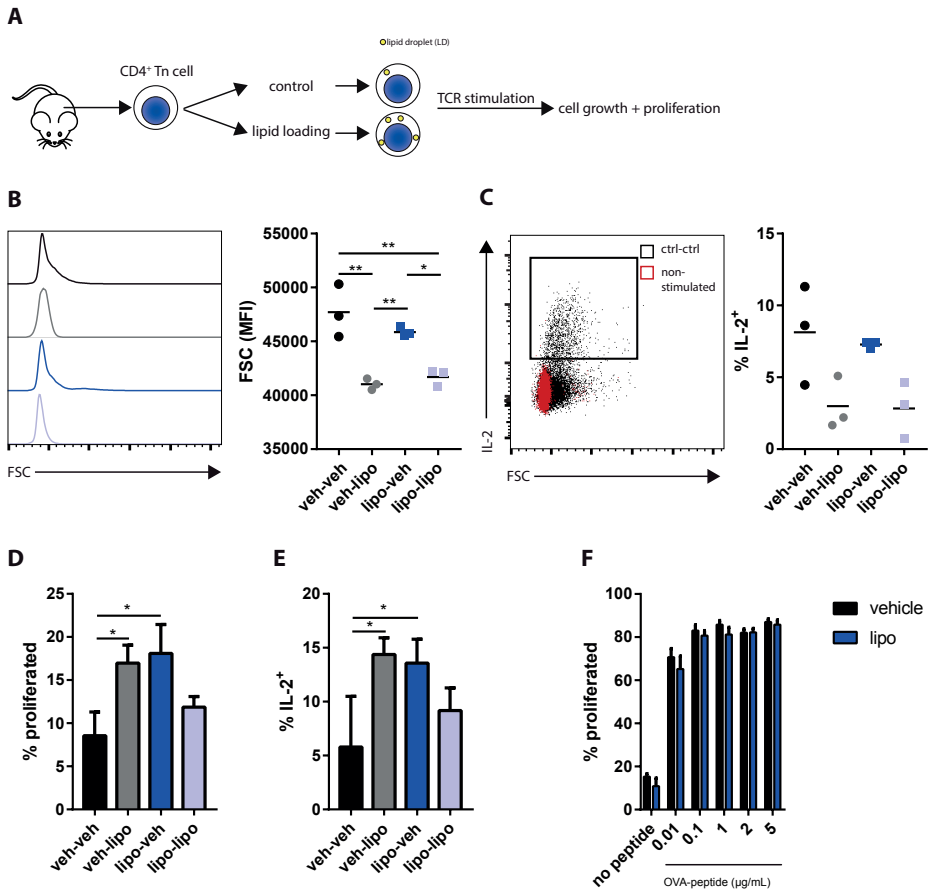 A
lipid droplet (LD)
CD4⁺ Tn cell
control
lipid loading
TCR stimulation
cell growth + proliferation
B
FSC
FSC (MFI)
55000
50000
45000
40000
35000
**
**
*
**
veh-veh
veh-lipo
lipo-veh
lipo-lipo
C
IL-2
FSC
ctrl-ctrl
non-
stimulated
% IL-2⁺
15
10
5
0
veh-veh
veh-lipo
lipo-veh
lipo-lipo
D
% proliferated
25
20
15
10
5
0
*
*
veh-veh
veh-lipo
lipo-veh
lipo-lipo
E
% IL-2⁺
20
15
10
5
0
*
*
veh-veh
veh-lipo
lipo-veh
lipo-lipo
F
% proliferated
100
80
60
40
20
0
no peptide
0.01
0.1
1
2
5
OVA-peptide (µg/mL)
vehicle
lipo